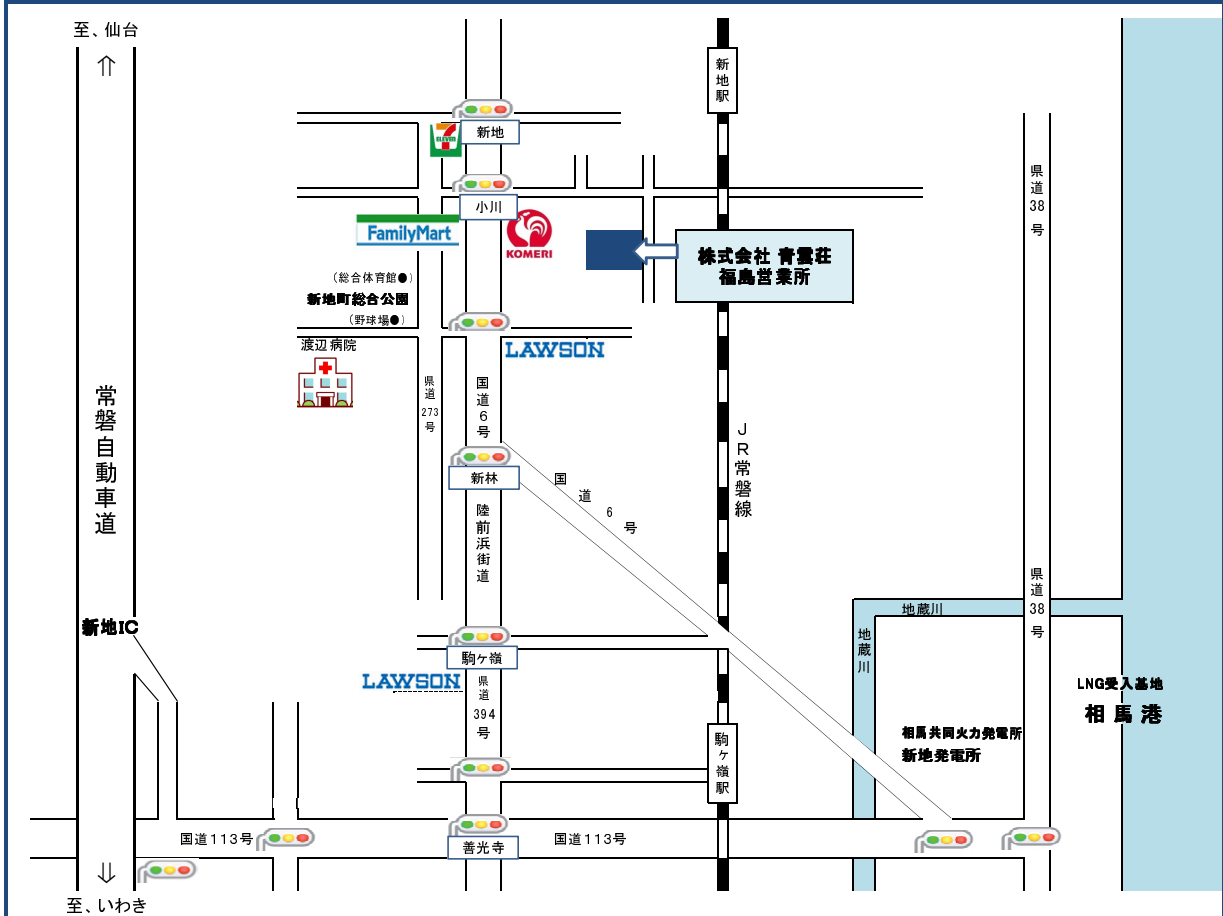 至、仙台
新地駅
新地
7
ELEVEN
小川
県道38号
FamilyMart
KOMERI
株式会社 青雲荘
福島営業所
(総合体育館●)
新地町総合公園
(野球場●)
渡辺病院
LAWSON
県道273号
国道6号
常磐自動車道
JR常磐線
新林
国道6号
陸前浜街道
県道38号
地蔵川
地蔵川
新地IC
駒ヶ嶺
LAWSON
県道394号
LNG受入基地
相馬港
相馬共同火力発電所
新地発電所
駒ヶ嶺駅
国道113号
国道113号
善光寺
至、いわき